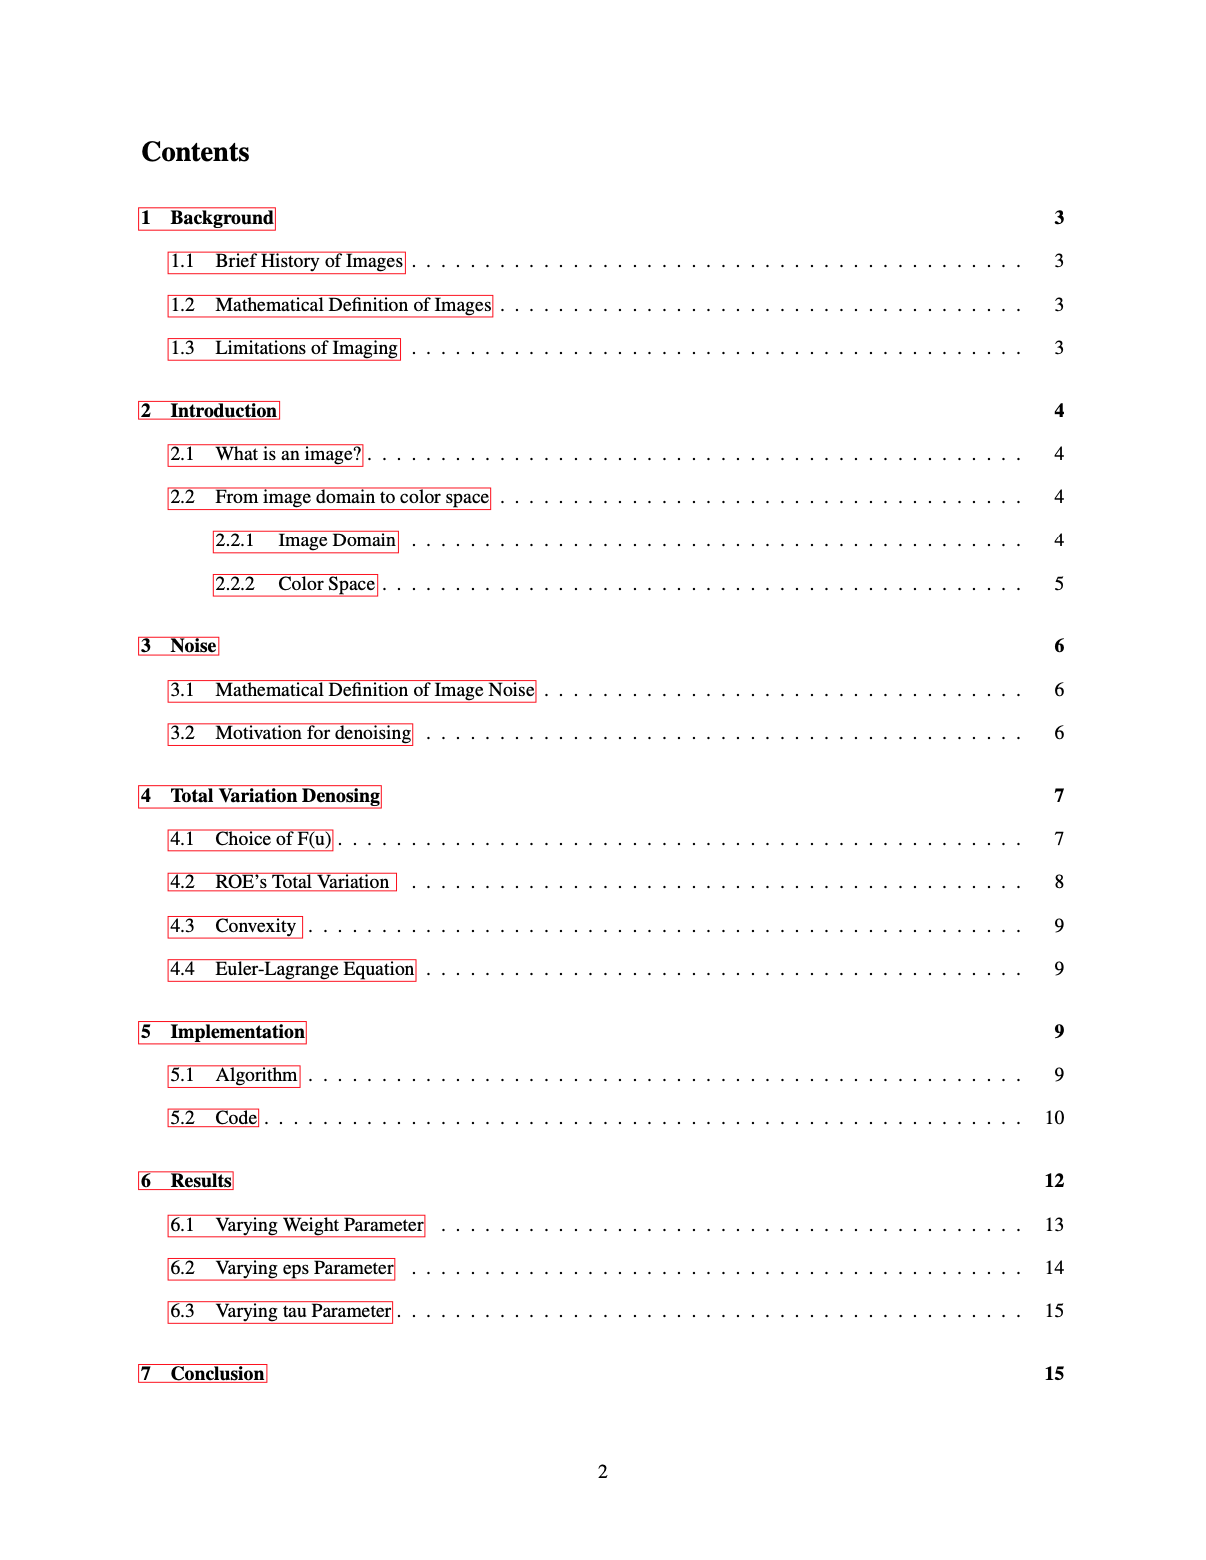 Contents
1 Background 3
1.1 Brief History of Images . . . . . . . . . . . . . . . . . . . . . . . . . . . . . . . . . . . . . . . . . . 3
1.2 Mathematical Definition of Images . . . . . . . . . . . . . . . . . . . . . . . . . . . . . . . . . . . . 3
1.3 Limitations of Imaging . . . . . . . . . . . . . . . . . . . . . . . . . . . . . . . . . . . . . . . . . . 3
2 Introduction 4
2.1 What is an image? . . . . . . . . . . . . . . . . . . . . . . . . . . . . . . . . . . . . . . . . . . . . . 4
2.2 From image domain to color space . . . . . . . . . . . . . . . . . . . . . . . . . . . . . . . . . . . . 4
2.2.1 Image Domain . . . . . . . . . . . . . . . . . . . . . . . . . . . . . . . . . . . . . . . . . . 4
2.2.2 Color Space . . . . . . . . . . . . . . . . . . . . . . . . . . . . . . . . . . . . . . . . . . . . 5
3 Noise 6
3.1 Mathematical Definition of Image Noise . . . . . . . . . . . . . . . . . . . . . . . . . . . . . . . . . 6
3.2 Motivation for denoising . . . . . . . . . . . . . . . . . . . . . . . . . . . . . . . . . . . . . . . . . 6
4 Total Variation Denosing 7
4.1 Choice of F(u) . . . . . . . . . . . . . . . . . . . . . . . . . . . . . . . . . . . . . . . . . . . . . . . 7
4.2 ROE's Total Variation . . . . . . . . . . . . . . . . . . . . . . . . . . . . . . . . . . . . . . . . . . 8
4.3 Convexity . . . . . . . . . . . . . . . . . . . . . . . . . . . . . . . . . . . . . . . . . . . . . . . . . 9
4.4 Euler-Lagrange Equation . . . . . . . . . . . . . . . . . . . . . . . . . . . . . . . . . . . . . . . . . 9
5 Implementation 9
5.1 Algorithm . . . . . . . . . . . . . . . . . . . . . . . . . . . . . . . . . . . . . . . . . . . . . . . . . 9
5.2 Code . . . . . . . . . . . . . . . . . . . . . . . . . . . . . . . . . . . . . . . . . . . . . . . . . . . . 10
6 Results 12
6.1 Varying Weight Parameter . . . . . . . . . . . . . . . . . . . . . . . . . . . . . . . . . . . . . . . . 13
6.2 Varying eps Parameter . . . . . . . . . . . . . . . . . . . . . . . . . . . . . . . . . . . . . . . . . . 14
6.3 Varying tau Parameter . . . . . . . . . . . . . . . . . . . . . . . . . . . . . . . . . . . . . . . . . . . 15
7 Conclusion 15
2